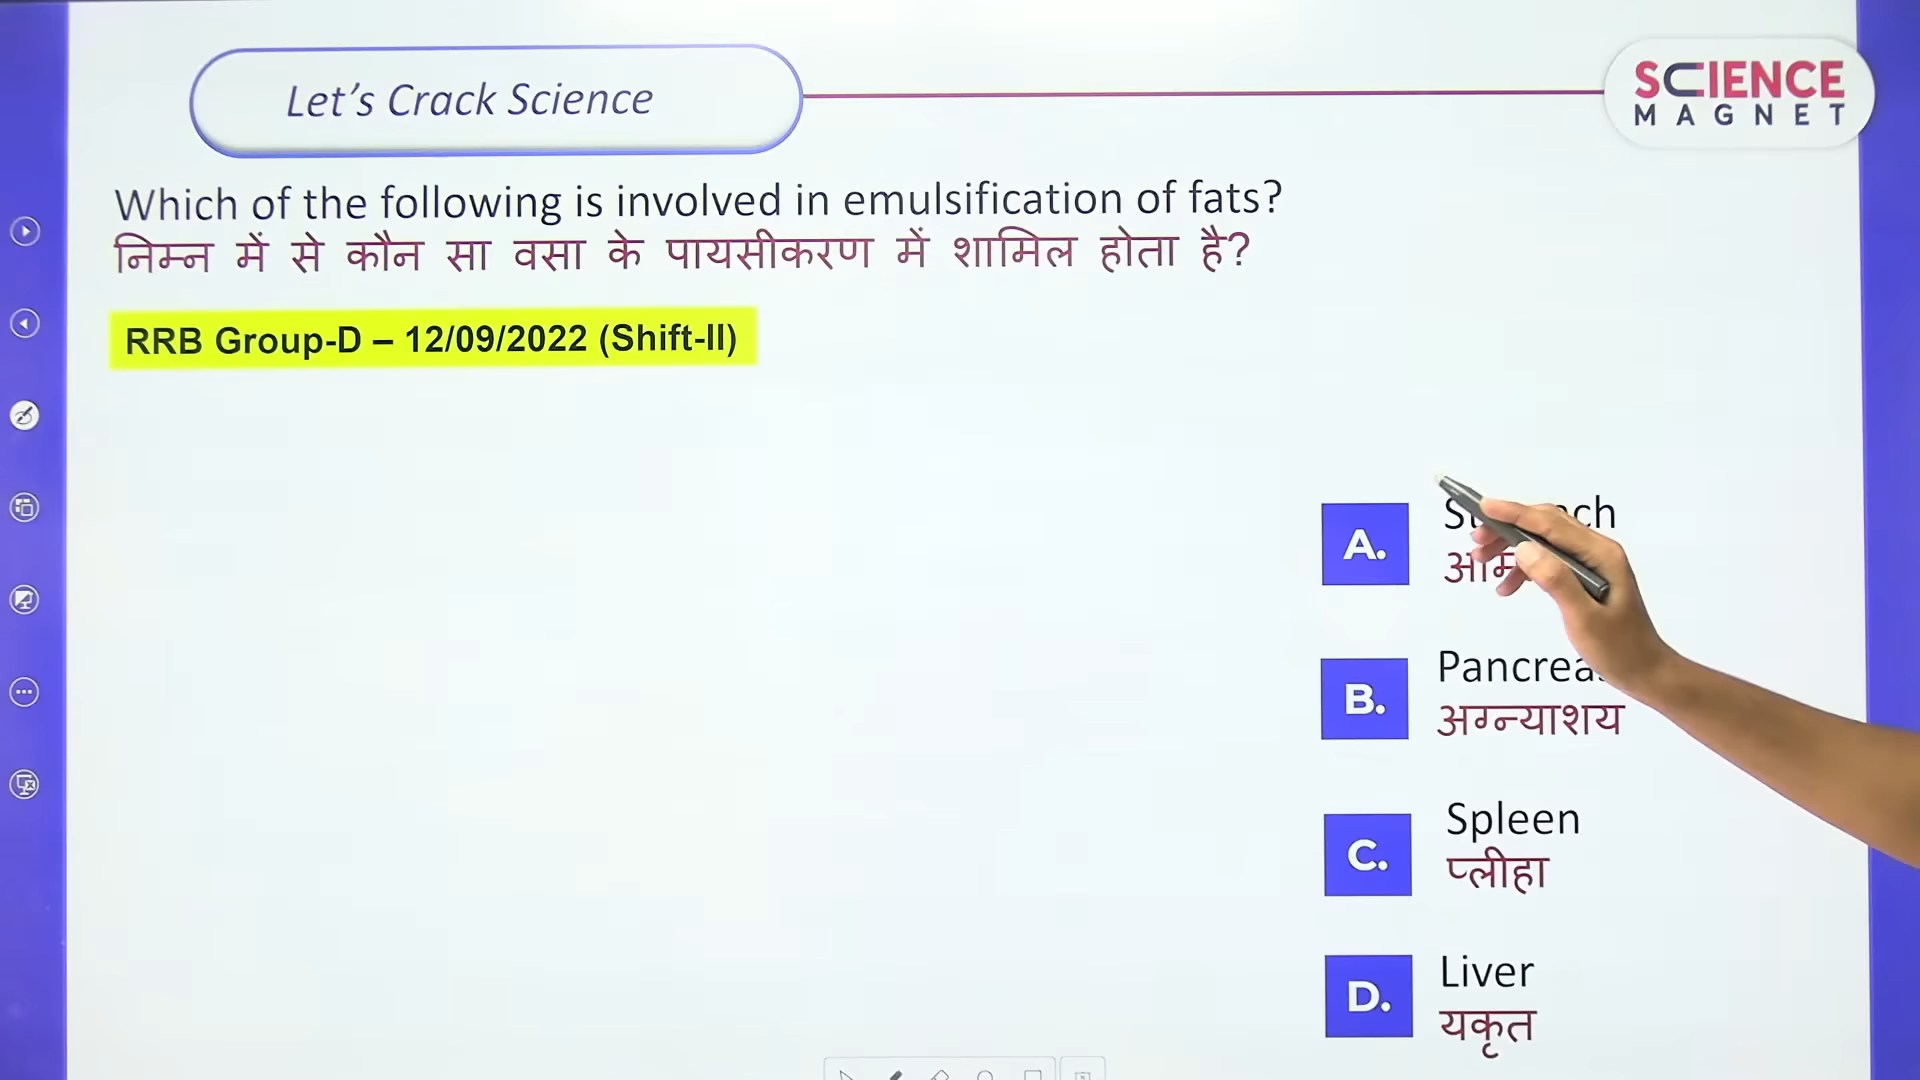 Let's Crack Science
SCIENCE
MAGNET
Which of the following is involved in emulsification of fats?
निम्न में से कौन सा वसा के पायसीकरण में शामिल होता है?
RRB Group-D – 12/09/2022 (Shift-II)
A.
B.
Pancreas
अग्न्याशय
C.
Spleen
प्लीहा
D.
Liver
यकृत